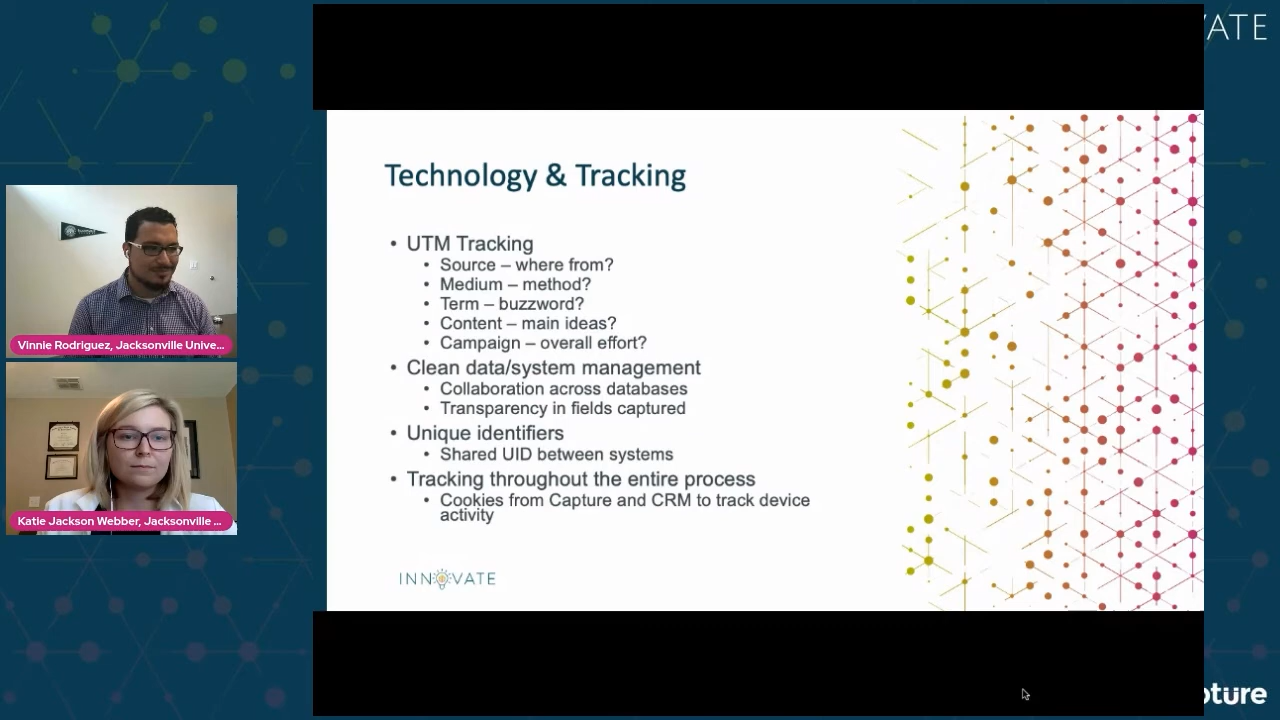 VATE
Technology & Tracking
• UTM Tracking
• Source – where from?
• Medium – method?
• Term – buzzword?
• Content – main ideas?
• Campaign – overall effort?
• Clean data/system management
• Collaboration across databases
• Transparency in fields captured
• Unique identifiers
• Shared UID between systems
• Tracking throughout the entire process
• Cookies from Capture and CRM to track device
activity
INNOVATE
Vinnie Rodriguez, Jacksonville Unive...
Katie Jackson Webber, Jacksonville ...
pture